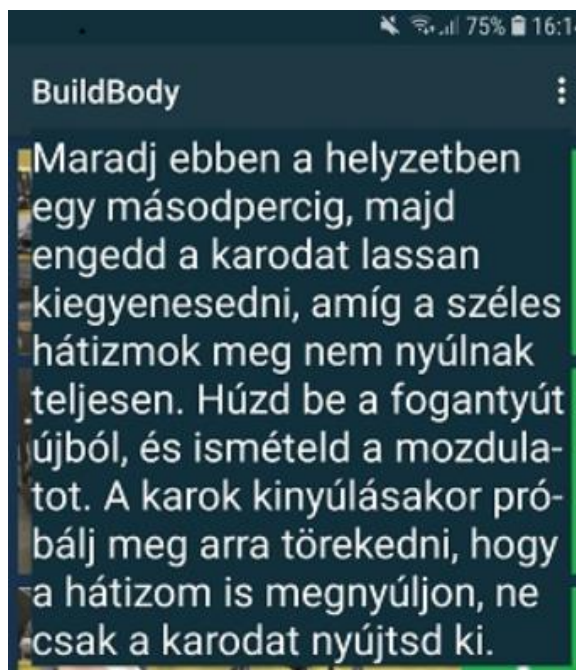 75% 16:14
BuildBody
Maradj ebben a helyzetben
egy másodpercig, majd
engedd a karodat lassan
kiegyenesedni, amíg a széles
hátizmok meg nem nyúlnak
teljesen. Húzd be a fogantyút
újból, és ismételd a mozdula-
tot. A karok kinyúlásakor pró-
bálj meg arra törekedni, hogy
a hátizom is megnyúljon, ne
csak a karodat nyújtsd ki.